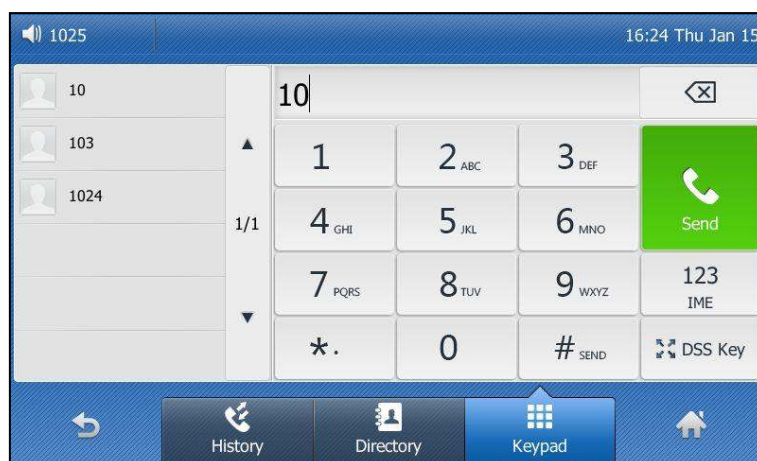 1025
16:24 Thu Jan 15
10
103
1024
1/1
10
1
2 ABC
3 DEF
Send
4 GHI
5 JKL
6 MNO
7 PQRS
8 TUV
9 WXYZ
123
IME
*.
0
# SEND
DSS Key
History
Directory
Keypad